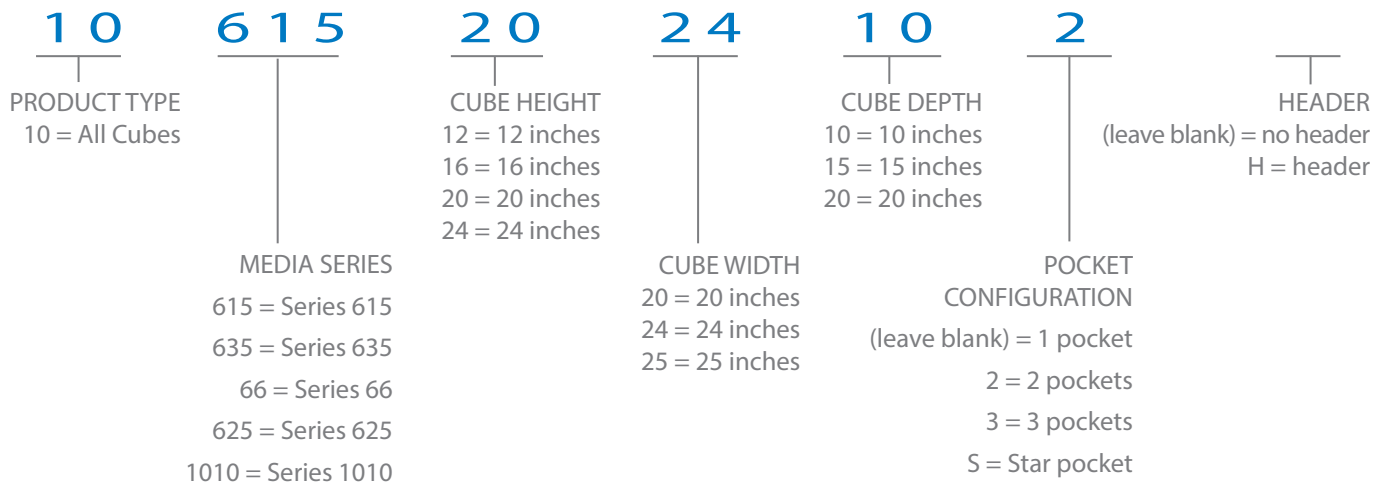 10 615 20 24 10 2
PRODUCT TYPE
10 = All Cubes
MEDIA SERIES
615 = Series 615
635 = Series 635
66 = Series 66
625 = Series 625
1010 = Series 1010
CUBE HEIGHT
12 = 12 inches
16 = 16 inches
20 = 20 inches
24 = 24 inches
CUBE WIDTH
20 = 20 inches
24 = 24 inches
25 = 25 inches
CUBE DEPTH
10 = 10 inches
15 = 15 inches
20 = 20 inches
POCKET
CONFIGURATION
(leave blank) = 1 pocket
2 = 2 pockets
3 = 3 pockets
S = Star pocket
HEADER
(leave blank) = no header
H = header